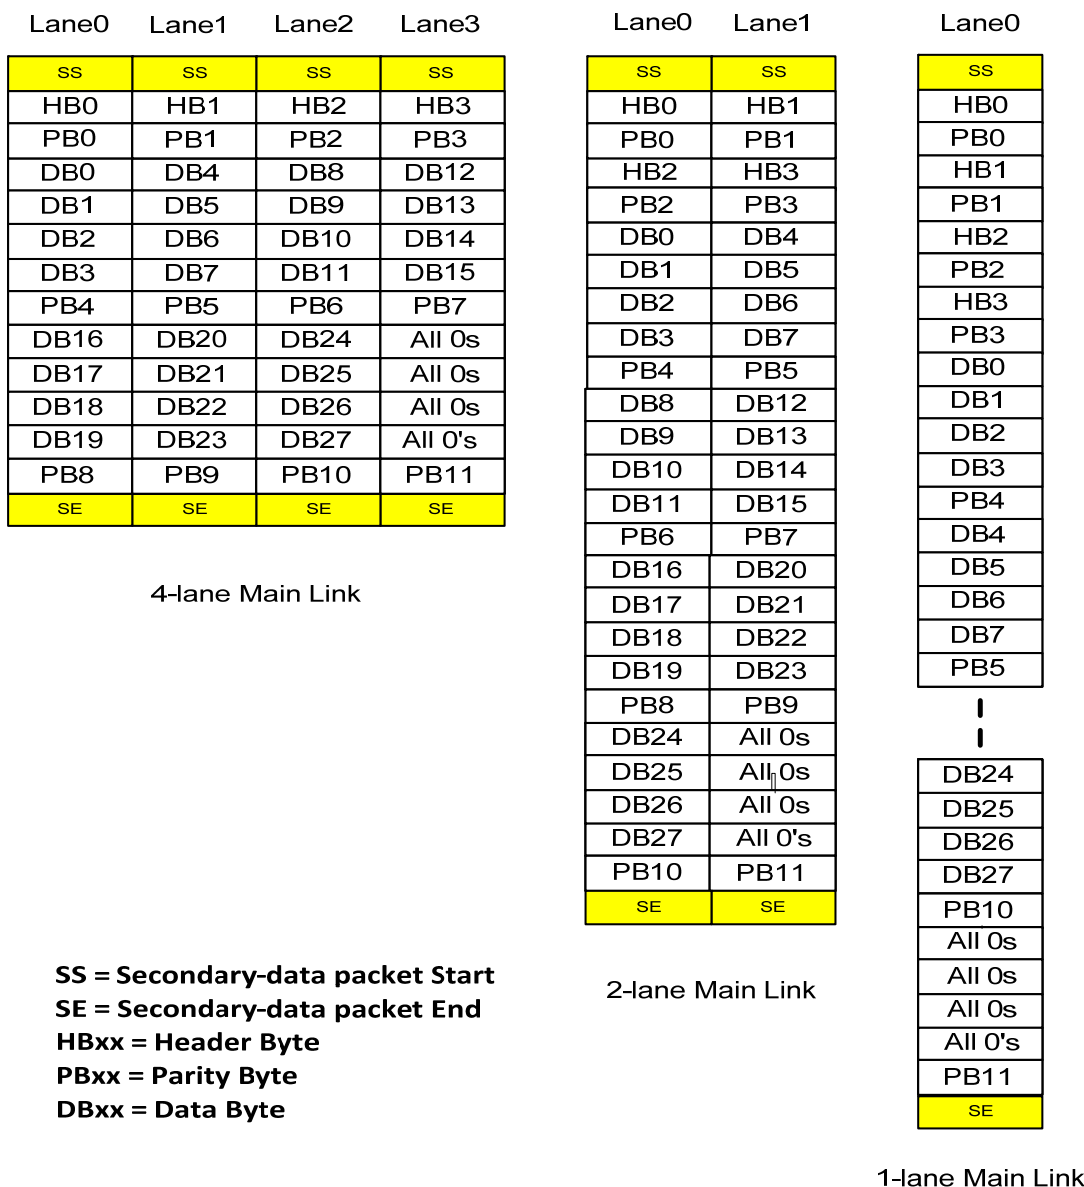 Lane0 Lane1 Lane2 Lane3
SS SS SS SS
HB0 HB1 HB2 HB3
PB0 PB1 PB2 PB3
DB0 DB4 DB8 DB12
DB1 DB5 DB9 DB13
DB2 DB6 DB10 DB14
DB3 DB7 DB11 DB15
PB4 PB5 PB6 PB7
DB16 DB20 DB24 All 0s
DB17 DB21 DB25 All 0s
DB18 DB22 DB26 All 0s
DB19 DB23 DB27 All 0's
PB8 PB9 PB10 PB11
SE SE SE SE
4-lane Main Link
Lane0 Lane1
SS SS
HB0 HB1
PB0 PB1
HB2 HB3
PB2 PB3
DB0 DB4
DB1 DB5
DB2 DB6
DB3 DB7
PB4 PB5
DB8 DB12
DB9 DB13
DB10 DB14
DB11 DB15
PB6 PB7
DB16 DB20
DB17 DB21
DB18 DB22
DB19 DB23
PB8 PB9
DB24 All 0s
DB25 All 0s
DB26 All 0s
DB27 All 0's
PB10 PB11
SE SE
2-lane Main Link
Lane0
SS
HB0
PB0
HB1
PB1
HB2
PB2
HB3
PB3
DB0
DB1
DB2
DB3
PB4
DB4
DB5
DB6
DB7
PB5
DB24
DB25
DB26
DB27
PB10
All 0s
All 0s
All 0s
All 0's
PB11
SE
1-lane Main Link
SS = Secondary-data packet Start
SE = Secondary-data packet End
HBxx = Header Byte
PBxx = Parity Byte
DBxx = Data Byte